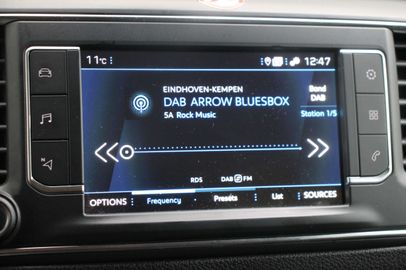 11°C 12:47
EINDHOVEN-KEMPEN
Band
DAB ARROW BLUESBOX
DAB
5A Rock Music
Station 1/5
N
RDS DAB FM
OPTIONS Frequency Presets List SOURCES